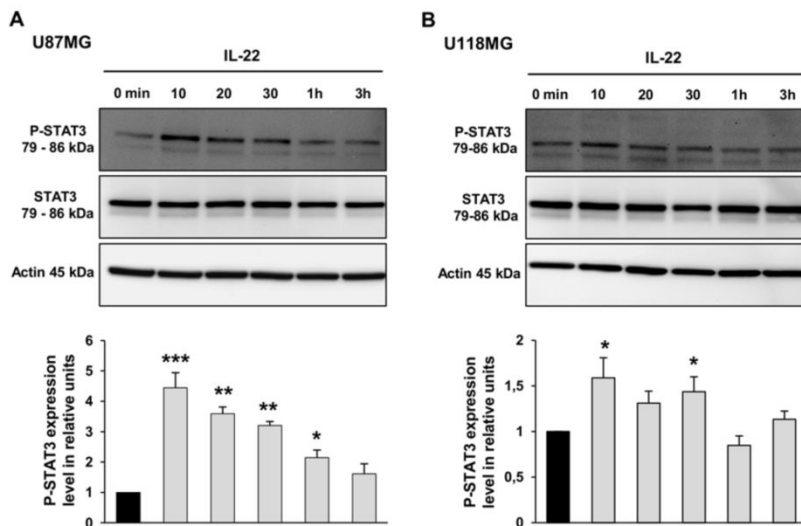 A
U87MG
IL-22
0 min 10 20 30 1h 3h
P-STAT3
79 - 86 kDa
STAT3
79 - 86 kDa
Actin 45 kDa
P-STAT3 expression
level in relative units
6
5
4
3
2
1
0
***
**
**
*
B
U118MG
IL-22
0 min 10 20 30 1h 3h
P-STAT3
79-86 kDa
STAT3
79-86 kDa
Actin 45 kDa
P-STAT3 expression
level in relative units
2
1,5
1
0,5
0
*
*